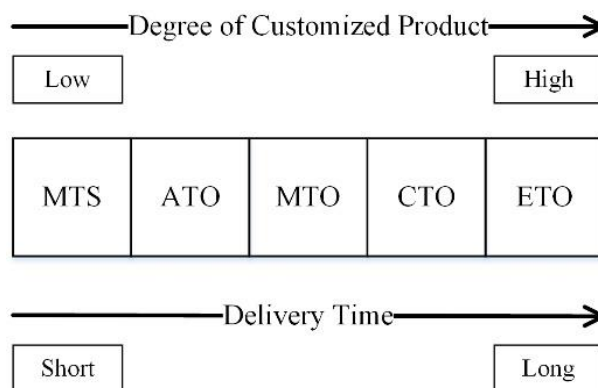 Degree of Customized Product
Low High
MTS ATO MTO CTO ETO
Delivery Time
Short Long